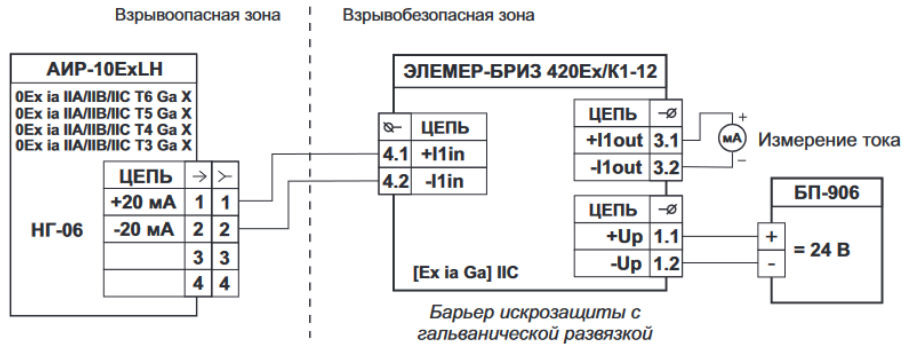 Взрывоопасная зона
Взрывобезопасная зона
АИР-10ExLH
0Ex ia IIA/IIB/IIC T6 Ga X
0Ex ia IIA/IIB/IIC T5 Ga X
0Ex ia IIA/IIB/IIC T4 Ga X
0Ex ia IIA/IIB/IIC T3 Ga X
НГ-06
ЦЕПЬ
+20 мА 1 1
-20 мА 2 2
3 3
4 4
ЭЛЕМЕР-БРИЗ 420Ex/К1-12
ЦЕПЬ
4.1 +I1in
4.2 -I1in
ЦЕПЬ
+I1out 3.1
-I1out 3.2
+
мА
–
Измерение тока
ЦЕПЬ
+Up 1.1
-Up 1.2
[Ex ia Ga] IIC
БП-906
+
-
= 24 В
Барьер искрозащиты с
гальванической развязкой